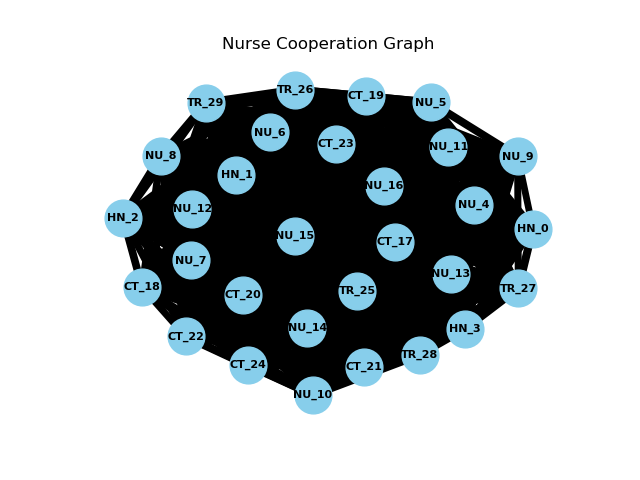 Nurse Cooperation Graph
TR_26
CT_19
TR_29
NU_5
NU_6
CT_23
NU_11
NU_8
NU_9
HN_1
NU_16
NU_4
NU_12
HN_2
HN_0
NU_15
CT_17
NU_7
NU_13
CT_18
TR_27
TR_25
CT_20
NU_14
HN_3
CT_22
TR_28
CT_24
CT_21
NU_10